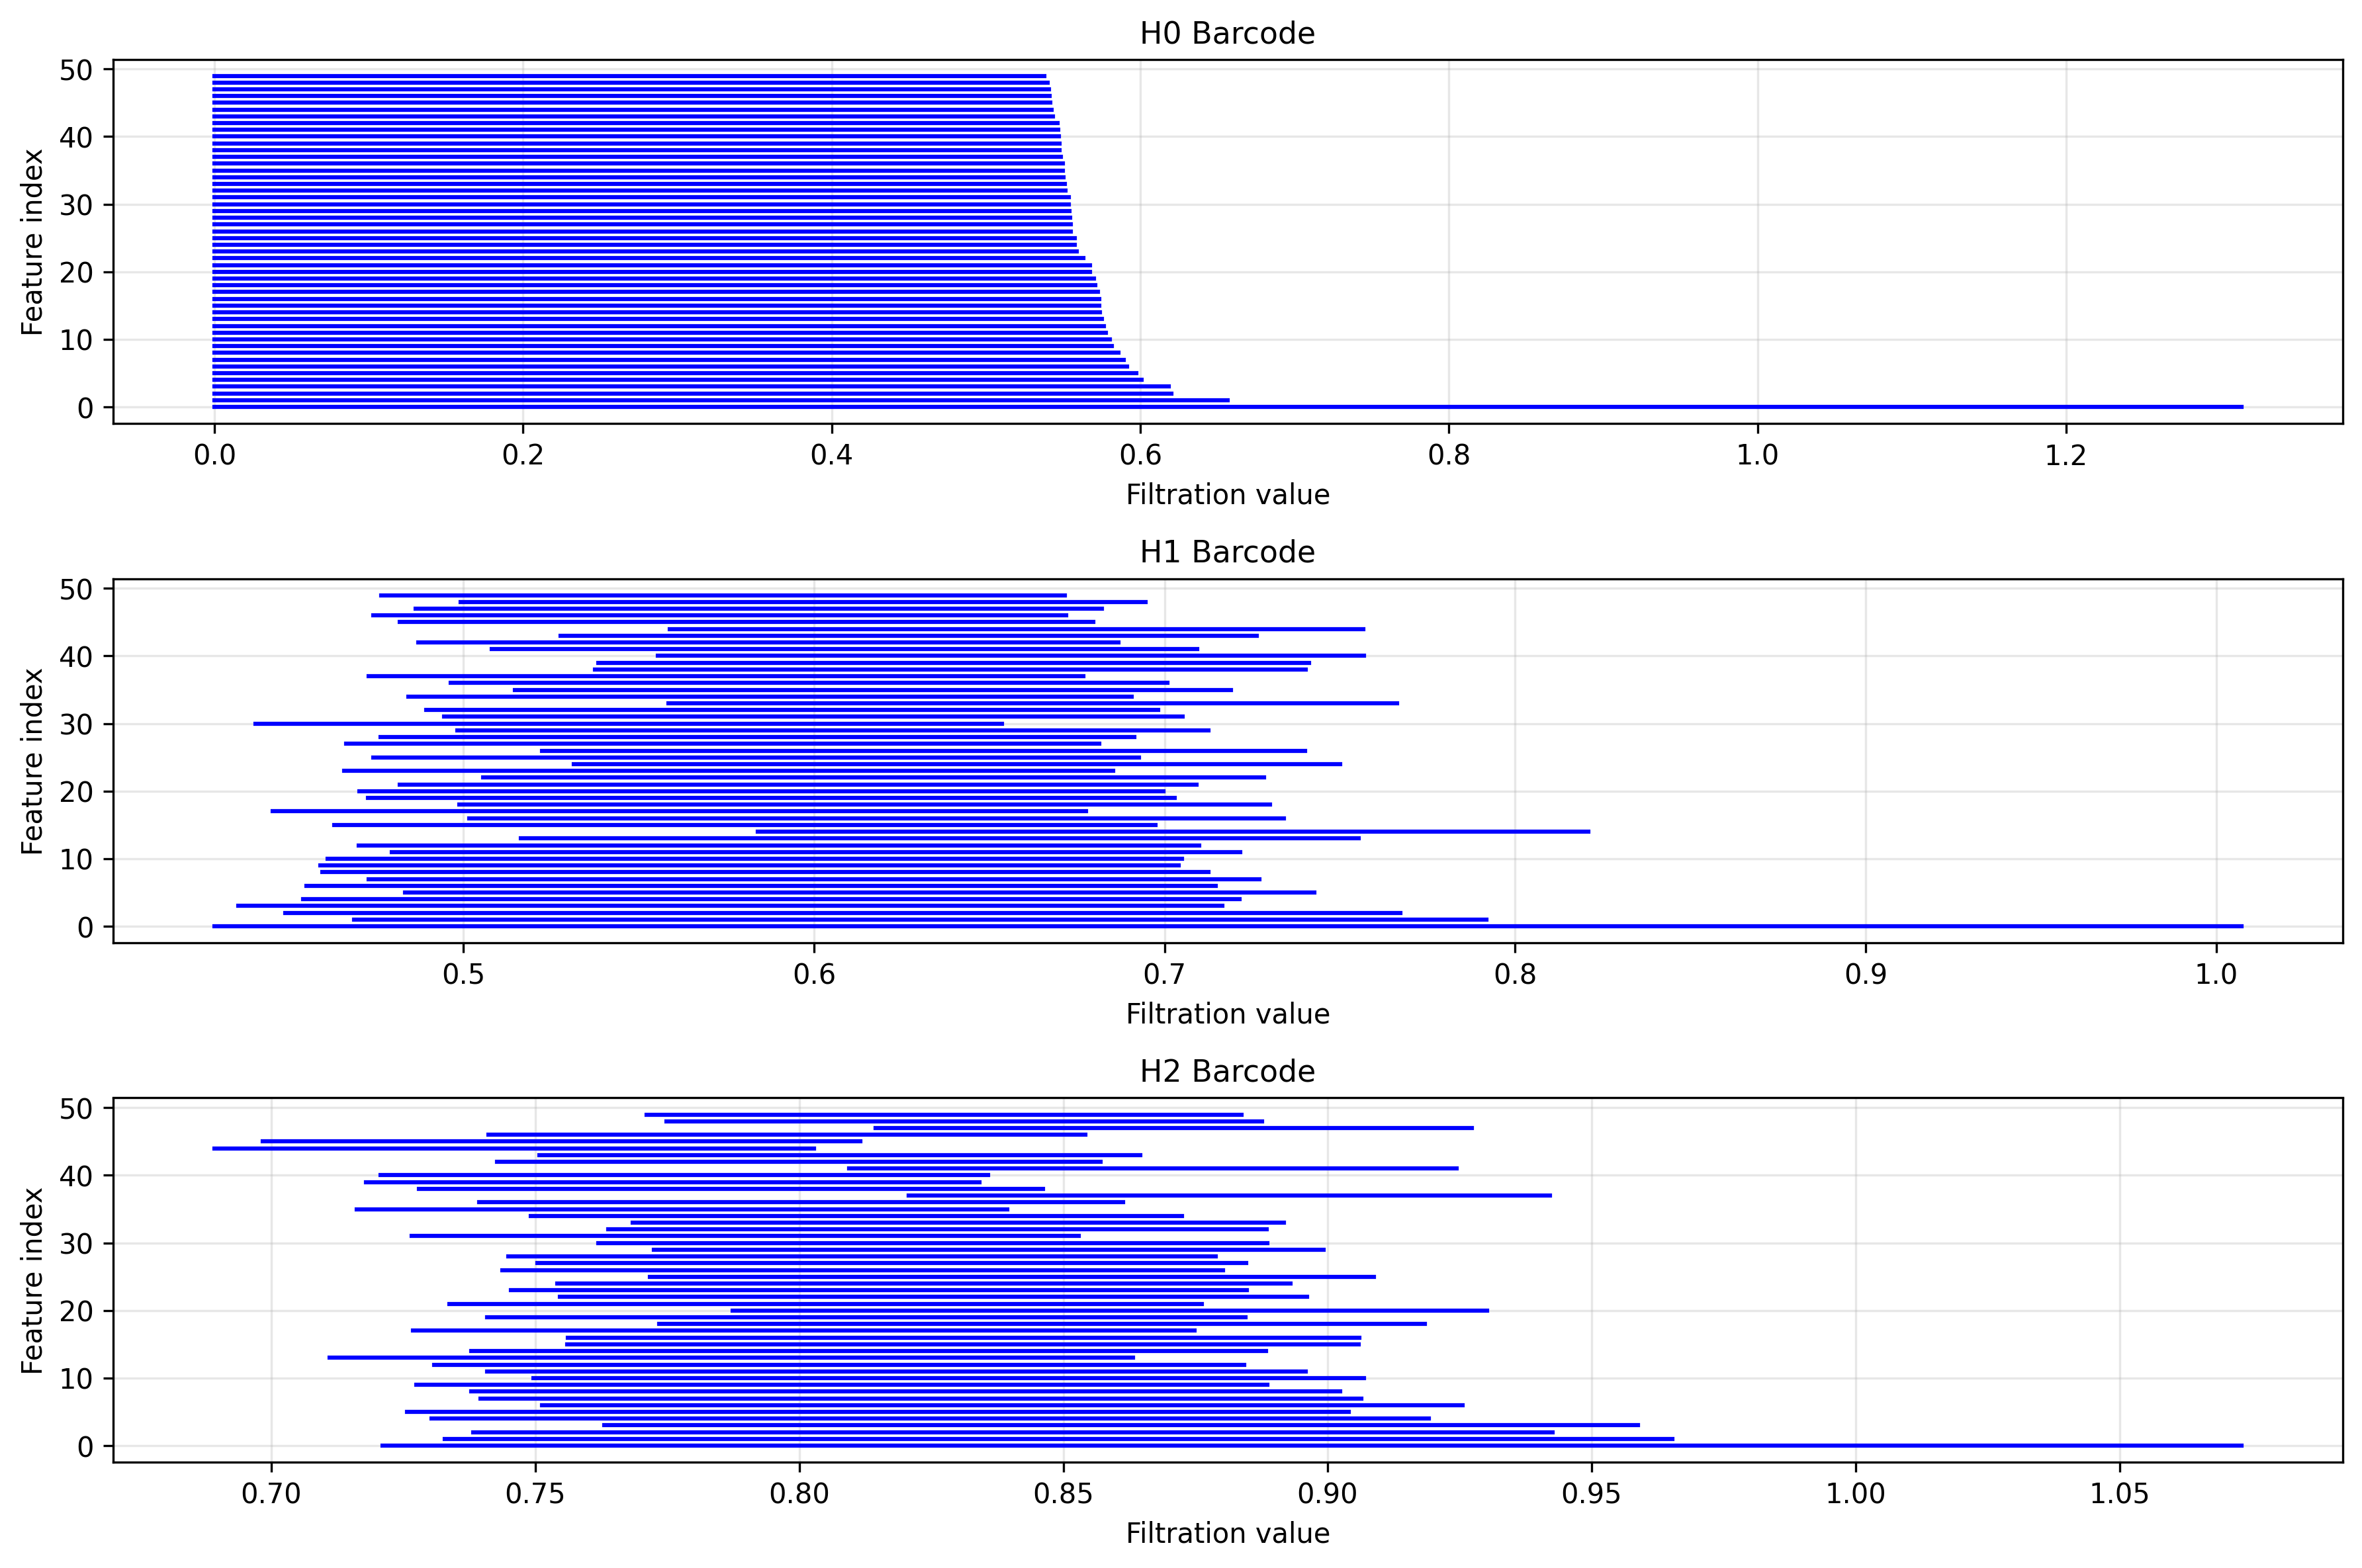 H0 Barcode
50
40
30
20
10
0
Feature index
0.0 0.2 0.4 0.6 0.8 1.0 1.2
Filtration value
H1 Barcode
50
40
30
20
10
0
Feature index
0.5 0.6 0.7 0.8 0.9 1.0
Filtration value
H2 Barcode
50
40
30
20
10
0
Feature index
0.70 0.75 0.80 0.85 0.90 0.95 1.00 1.05
Filtration value